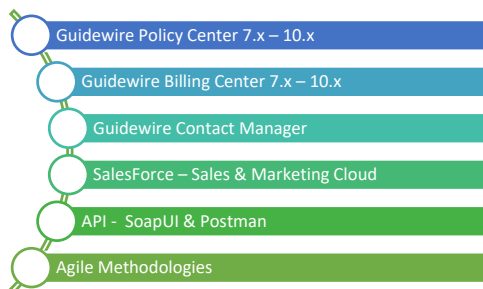 Guidewire Policy Center 7.x – 10.x
Guidewire Billing Center 7.x – 10.x
Guidewire Contact Manager
SalesForce – Sales & Marketing Cloud
API - SoapUI & Postman
Agile Methodologies